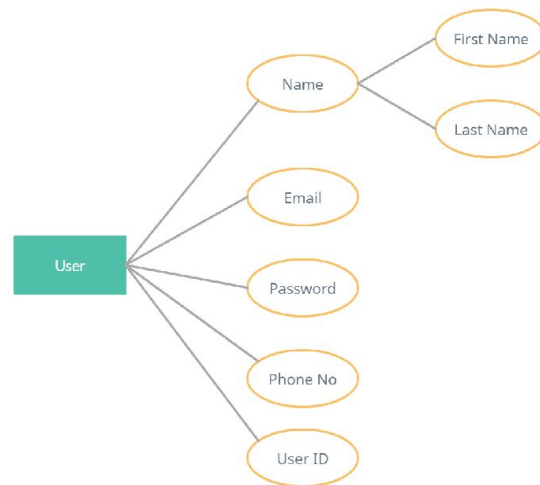 First Name
Name
Last Name
Email
User
Password
Phone No
User ID